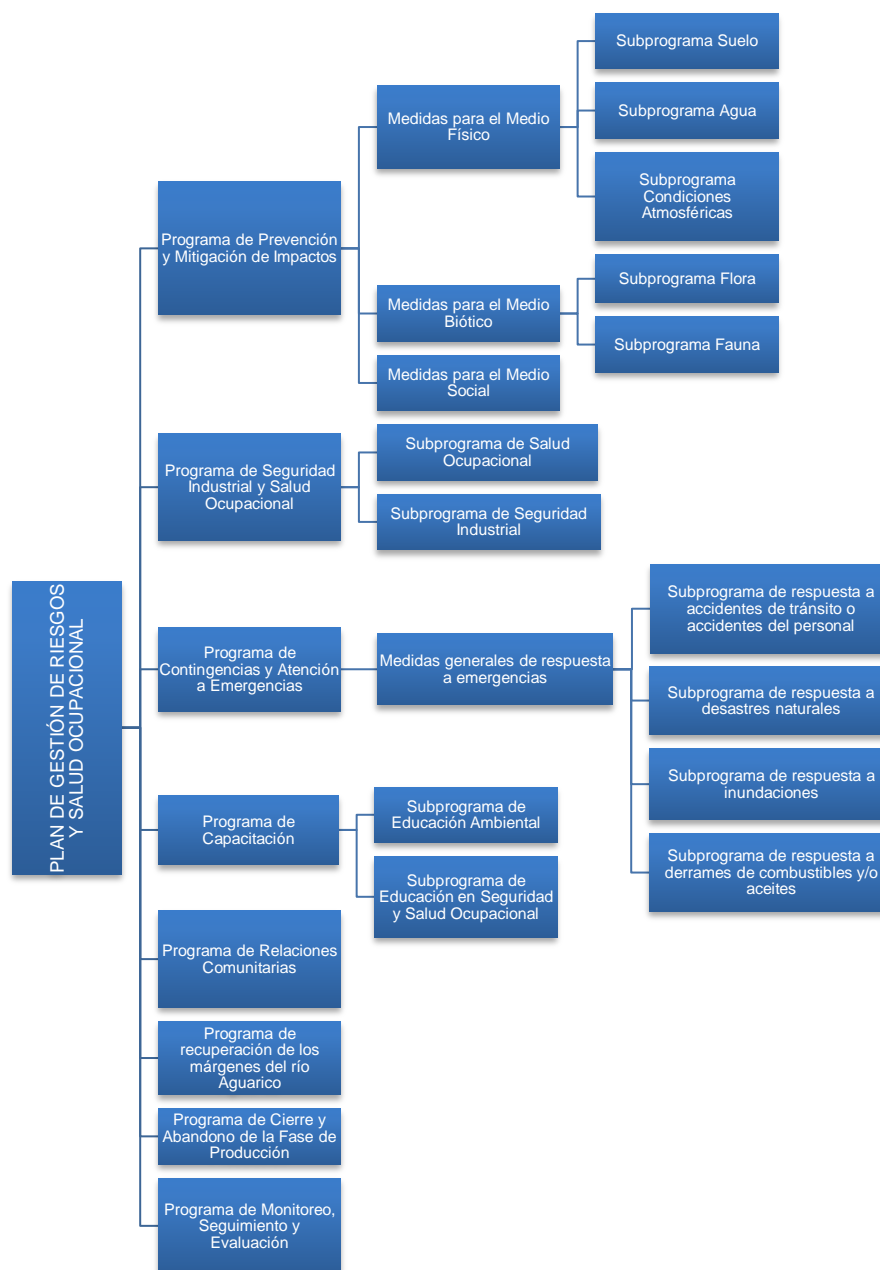 PLAN DE GESTIÓN DE RIESGOS
Y SALUD OCUPACIONAL
Programa de Prevención
y Mitigación de Impactos
Medidas para el Medio
Físico
Subprograma Suelo
Subprograma Agua
Subprograma
Condiciones
Atmosféricas
Medidas para el Medio
Biótico
Subprograma Flora
Subprograma Fauna
Medidas para el Medio
Social
Programa de Seguridad
Industrial y Salud
Ocupacional
Subprograma de Salud
Ocupacional
Subprograma de Seguridad
Industrial
Programa de
Contingencias y Atención
a Emergencias
Medidas generales de respuesta
a emergencias
Subprograma de respuesta a
accidentes de tránsito o
accidentes del personal
Subprograma de respuesta a
desastres naturales
Subprograma de respuesta a
inundaciones
Subprograma de respuesta a
derrames de combustibles y/o
aceites
Programa de
Capacitación
Subprograma de
Educación Ambiental
Subprograma de
Educación en Seguridad
y Salud Ocupacional
Programa de Relaciones
Comunitarias
Programa de
recuperación de los
márgenes del río
Aguarico
Programa de Cierre y
Abandono de la Fase de
Producción
Programa de Monitoreo,
Seguimiento y
Evaluación